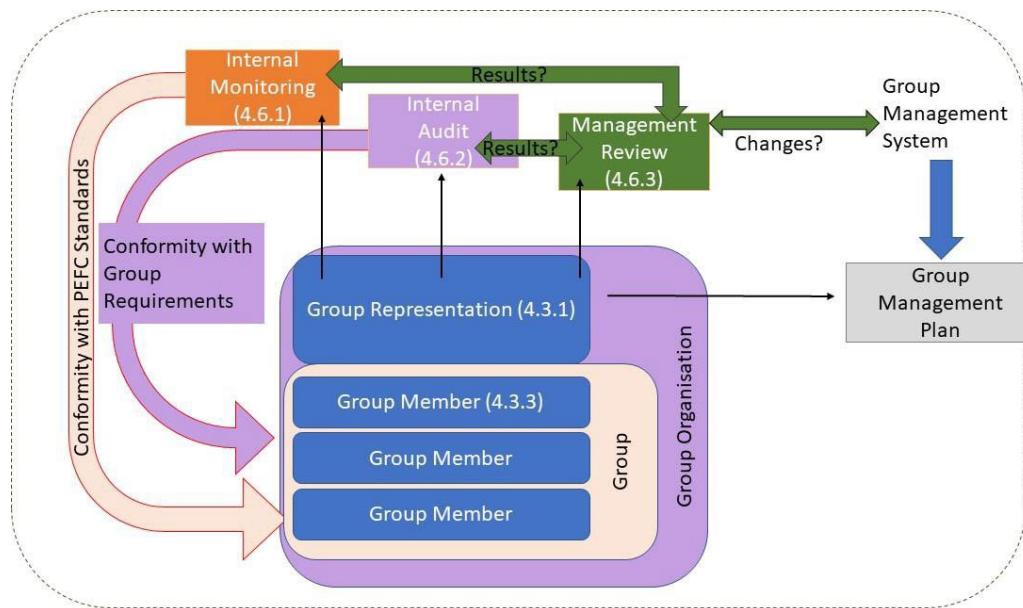 Internal
Monitoring
(4.6.1)
Results?
Internal
Audit
(4.6.2)
Results?
Management
Review
(4.6.3)
Changes?
Group
Management
System
Conformity with PEFC Standards
Conformity with
Group
Requirements
Group Representation (4.3.1)
Group
Management
Plan
Group Member (4.3.3)
Group Member
Group Member
Group
Group Organisation